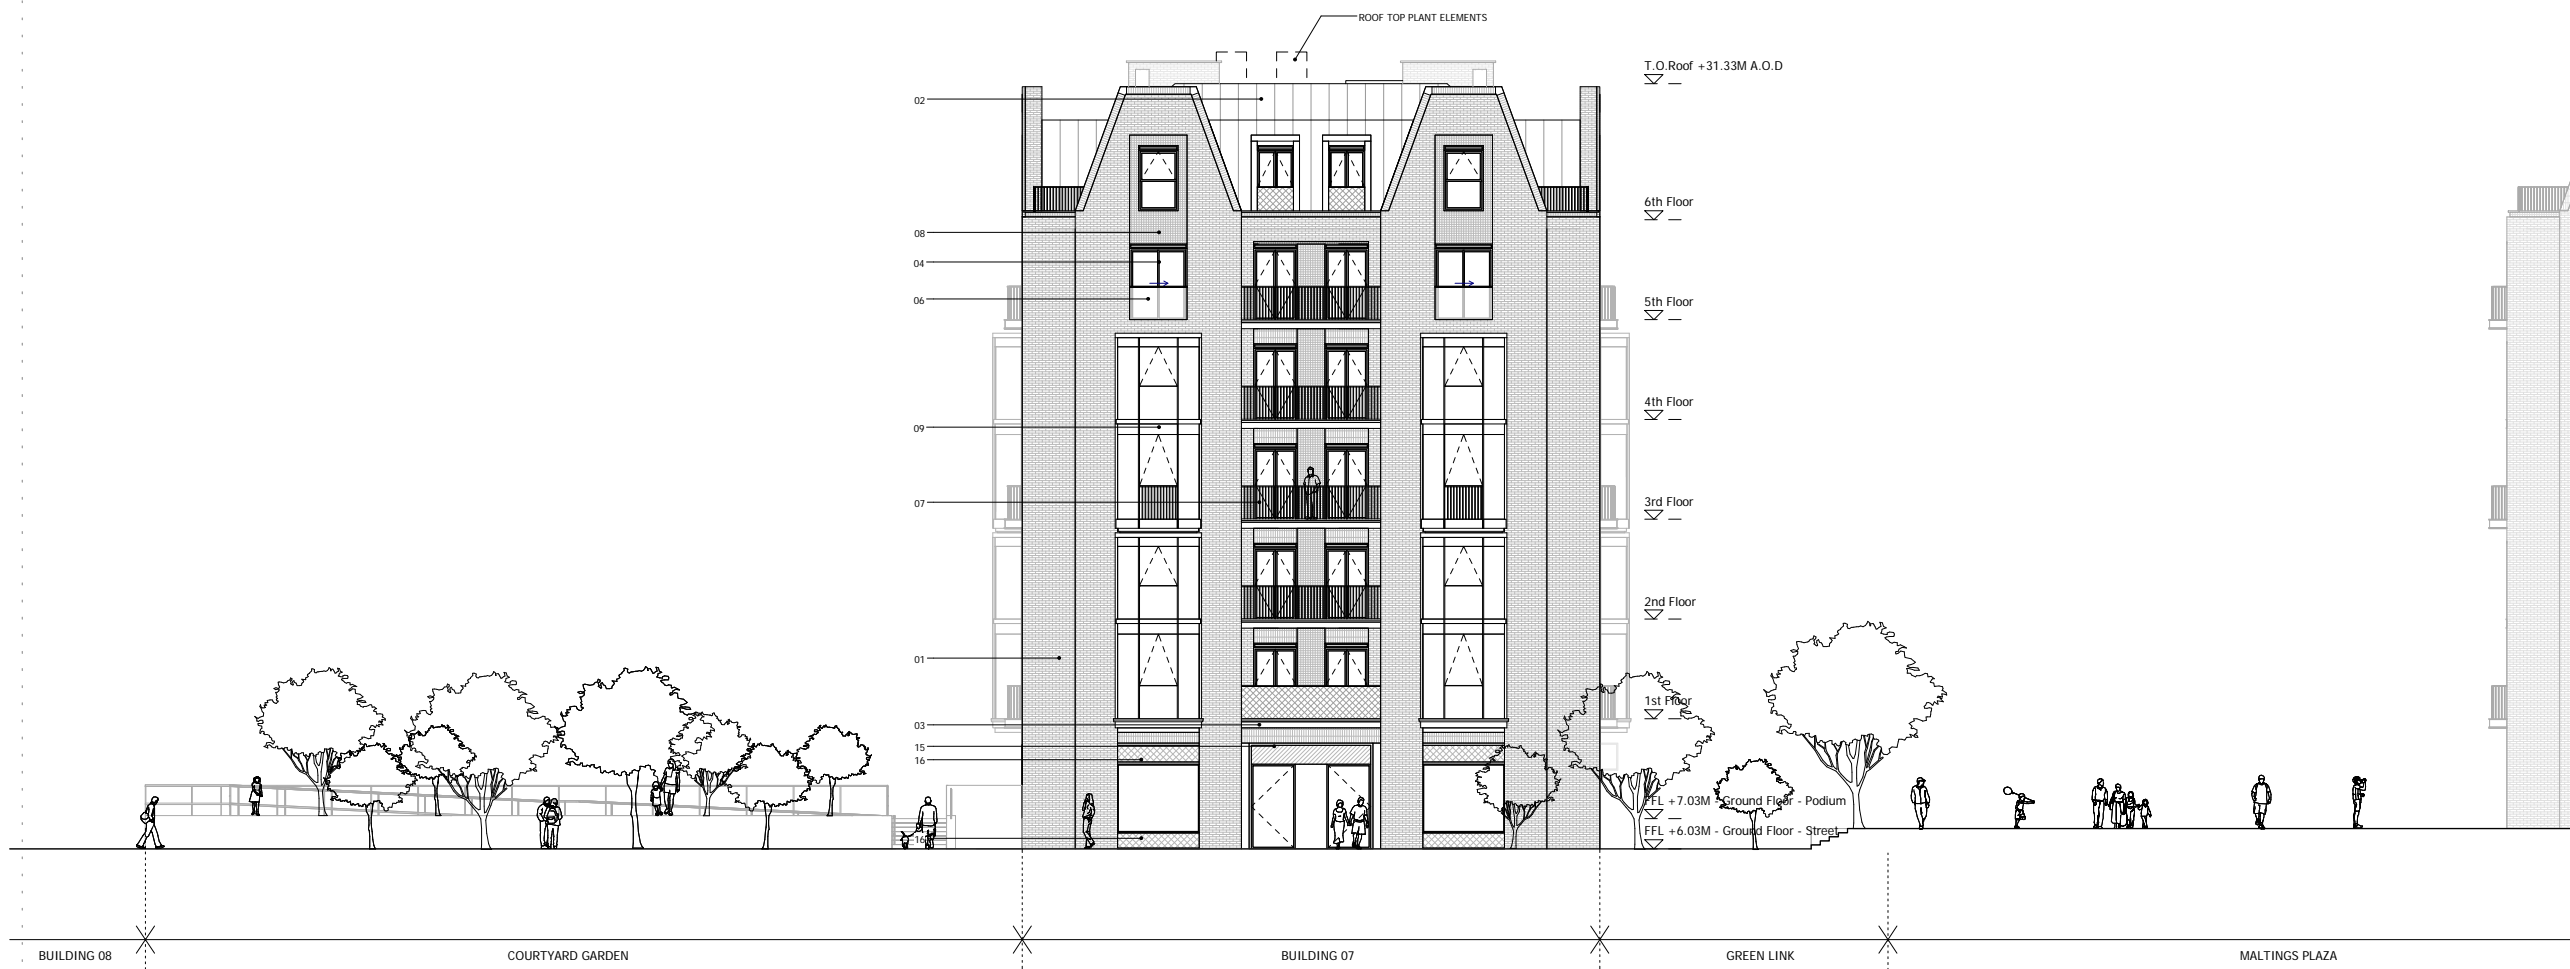 ROOF TOP PLANT ELEMENTS
T.O.Roof +31.33M A.O.D
02
6th Floor
08
04
06
5th Floor
4th Floor
09
07
3rd Floor
2nd Floor
01
1st Floor
03
15
16
FFL +7.03M - Ground Floor - Podium
FFL +6.03M - Ground Floor - Street
16
BUILDING 08
COURTYARD GARDEN
BUILDING 07
GREEN LINK
MALTINGS PLAZA